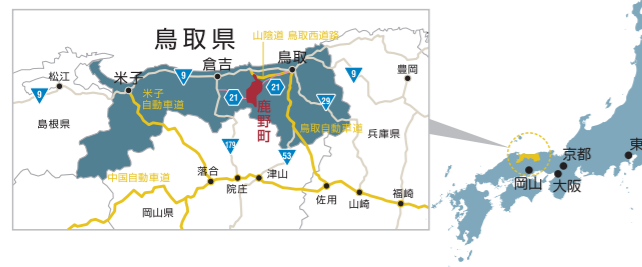 鳥取県
山陰道 鳥取西道路
鳥取
倉吉
米子
松江
豊岡
9
9
9
21
21
29
米子
自動車道
鹿野町
鳥取自動車道
島根県
兵庫県
179
53
中国自動車道
落合
院庄
津山
佐用
山崎
福崎
岡山県
東
京都
岡山
大阪